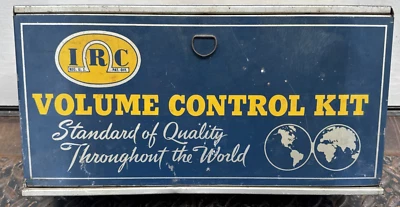 IRC
VOLUME CONTROL KIT
Standard of Quality
Throughout the World